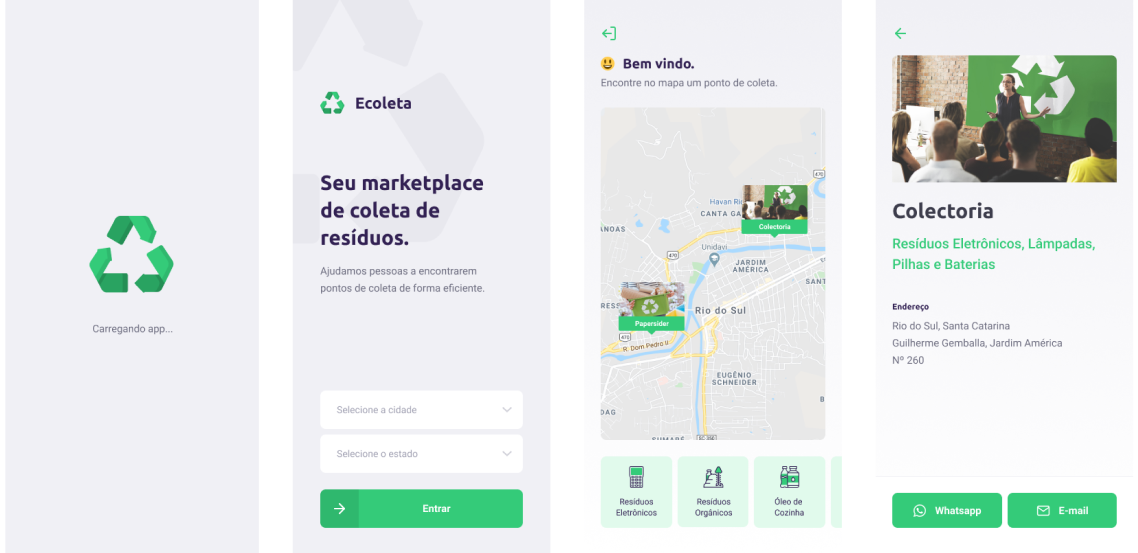 Carregando app...
Ecoleta
Seu marketplace
de coleta de
resíduos.
Ajudamos pessoas a encontrarem
pontos de coleta de forma eficiente.
Selecione a cidade
Selecione o estado
Entrar
Bem vindo.
Encontre no mapa um ponto de coleta.
470
Havan Ri
CANTA GA
ANOAS
Colectoria
Unidavi
470
JARDIM
AMÉRICA
SANT
RES
Rio do Sul
Papersider
470
R. Dom Pedro II
EUGÊNIO
SCHNEIDER
B
DAG
SUMARÉ
Resíduos
Eletrônicos
Resíduos
Orgânicos
Óleo de
Cozinha
Colectoria
Resíduos Eletrônicos, Lâmpadas,
Pilhas e Baterias
Endereço
Rio do Sul, Santa Catarina
Guilherme Gemballa, Jardim América
Nº 260
Whatsapp
E-mail